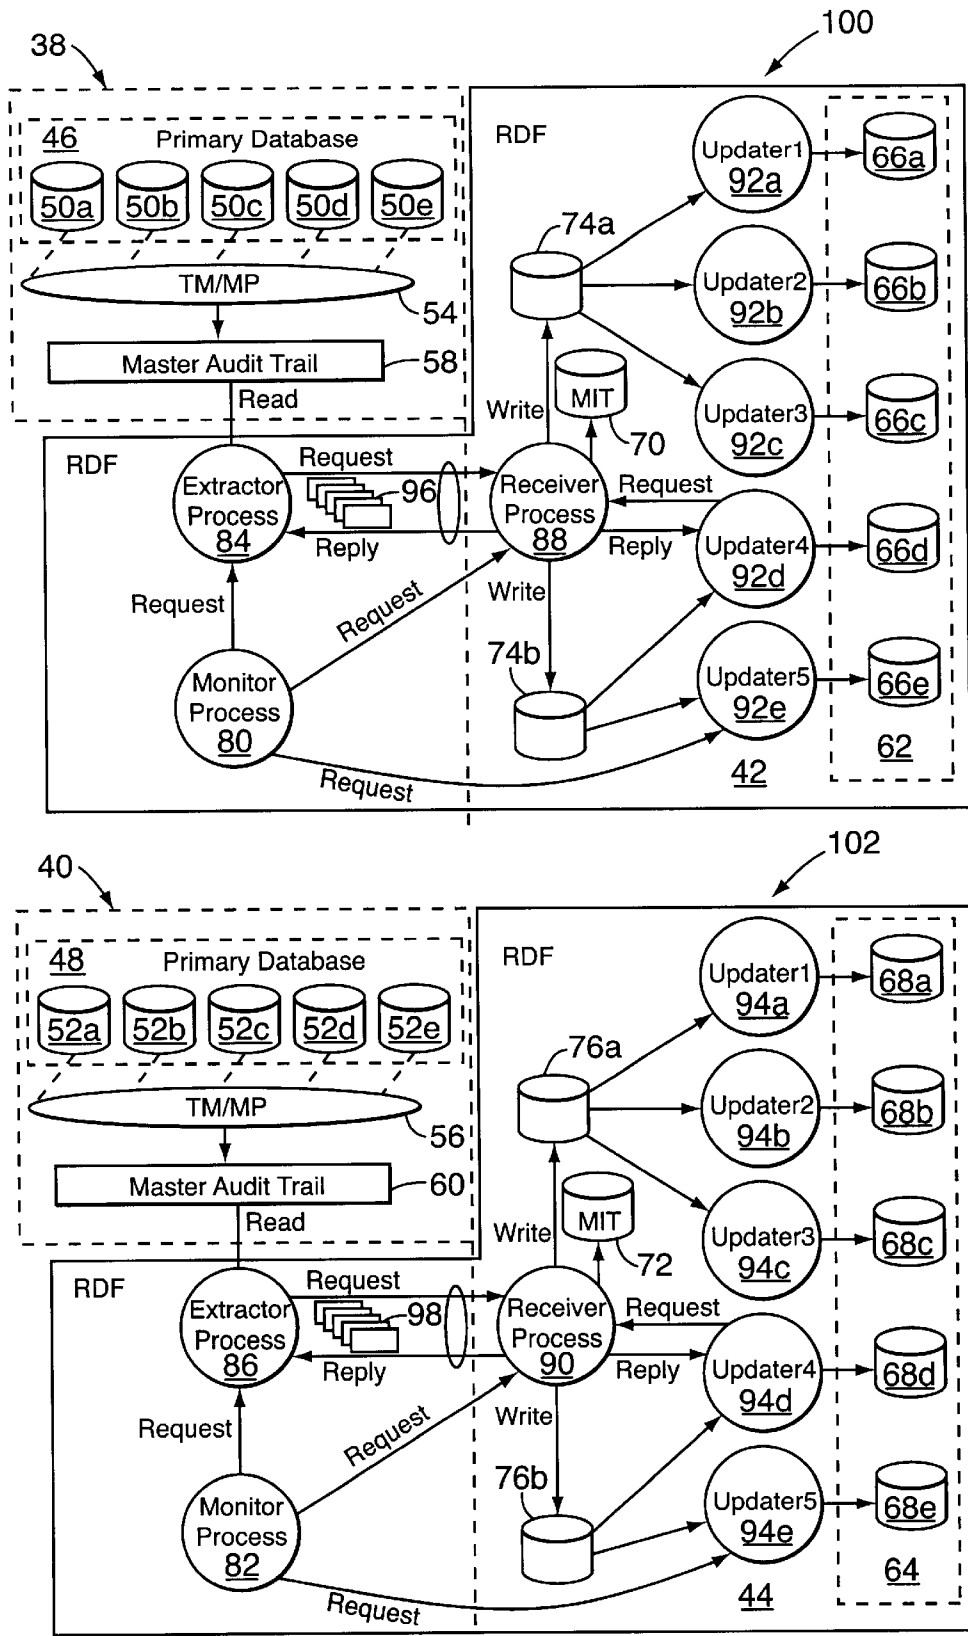 38
100
46
Primary Database
RDF
Updater1
92a
66a
50a
50b
50c
50d
50e
74a
TM/MP
54
Updater2
92b
66b
Master Audit Trail
58
MIT
Read
Write
70
Updater3
92c
66c
RDF
Extractor
Process
84
Request
96
Reply
Receiver
Process
88
Request
Reply
Updater4
92d
66d
Request
Request
Write
74b
Monitor
Process
80
Updater5
92e
66e
Request
42
62
40
102
48
Primary Database
RDF
Updater1
94a
68a
52a
52b
52c
52d
52e
76a
TM/MP
56
Updater2
94b
68b
Master Audit Trail
60
MIT
Read
Write
72
Updater3
94c
68c
RDF
Extractor
Process
86
Request
98
Reply
Receiver
Process
90
Request
Reply
Updater4
94d
68d
Request
Request
Write
76b
Monitor
Process
82
Updater5
94e
68e
Request
44
64